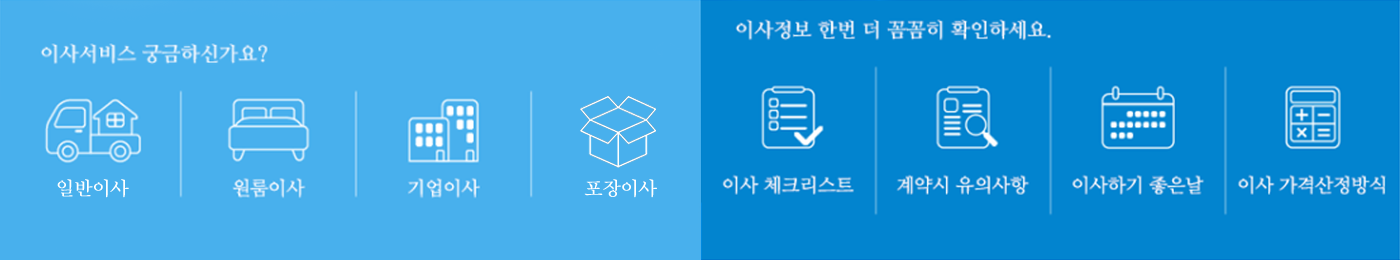 이사서비스 궁금하신가요?
일반이사
원룸이사
기업이사
포장이사
이사정보 한번 더 꼼꼼히 확인하세요.
이사 체크리스트
계약시 유의사항
이사하기 좋은날
이사 가격산정방식